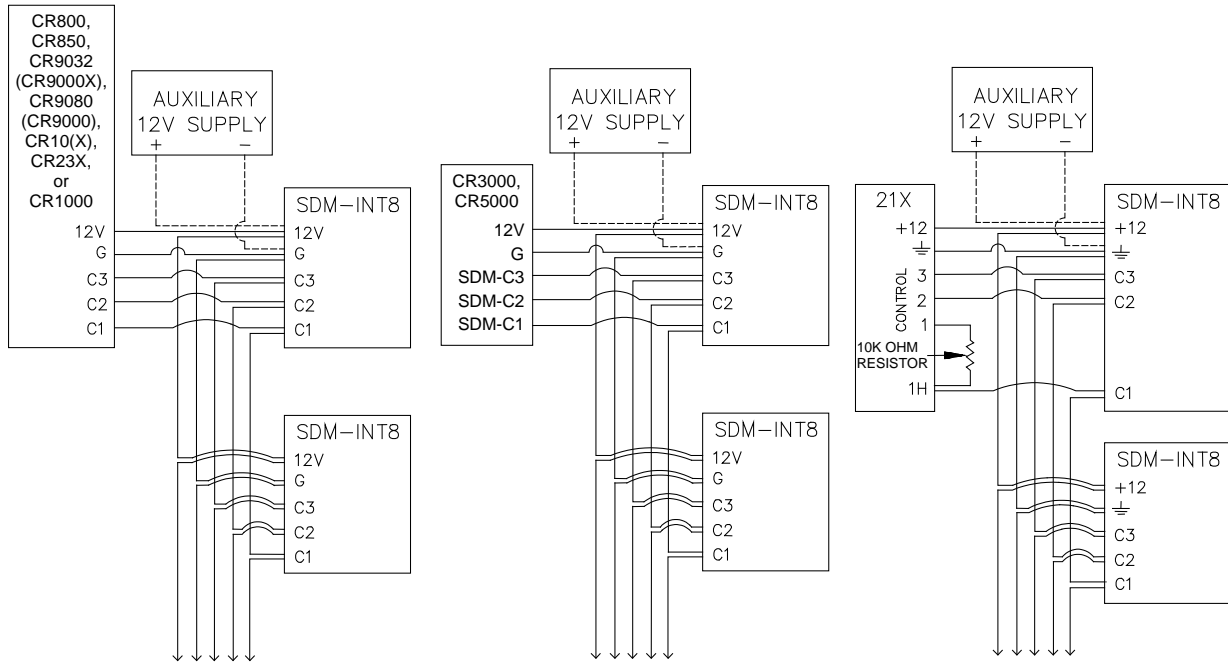 CR800,
CR850,
CR9032
(CR9000X),
CR9080
(CR9000),
CR10(X),
CR23X,
or
CR1000
12V
G
C3
C2
C1
AUXILIARY
12V SUPPLY
+ −
SDM−INT8
12V
G
C3
C2
C1
SDM−INT8
12V
G
C3
C2
C1
CR3000,
CR5000
12V
G
SDM-C3
SDM-C2
SDM-C1
AUXILIARY
12V SUPPLY
+ −
SDM−INT8
12V
G
C3
C2
C1
SDM−INT8
12V
G
C3
C2
C1
21X
+12
3
2
1
CONTROL
10K OHM
RESISTOR
1H
AUXILIARY
12V SUPPLY
+ −
SDM−INT8
+12
C3
C2
C1
SDM−INT8
+12
C3
C2
C1